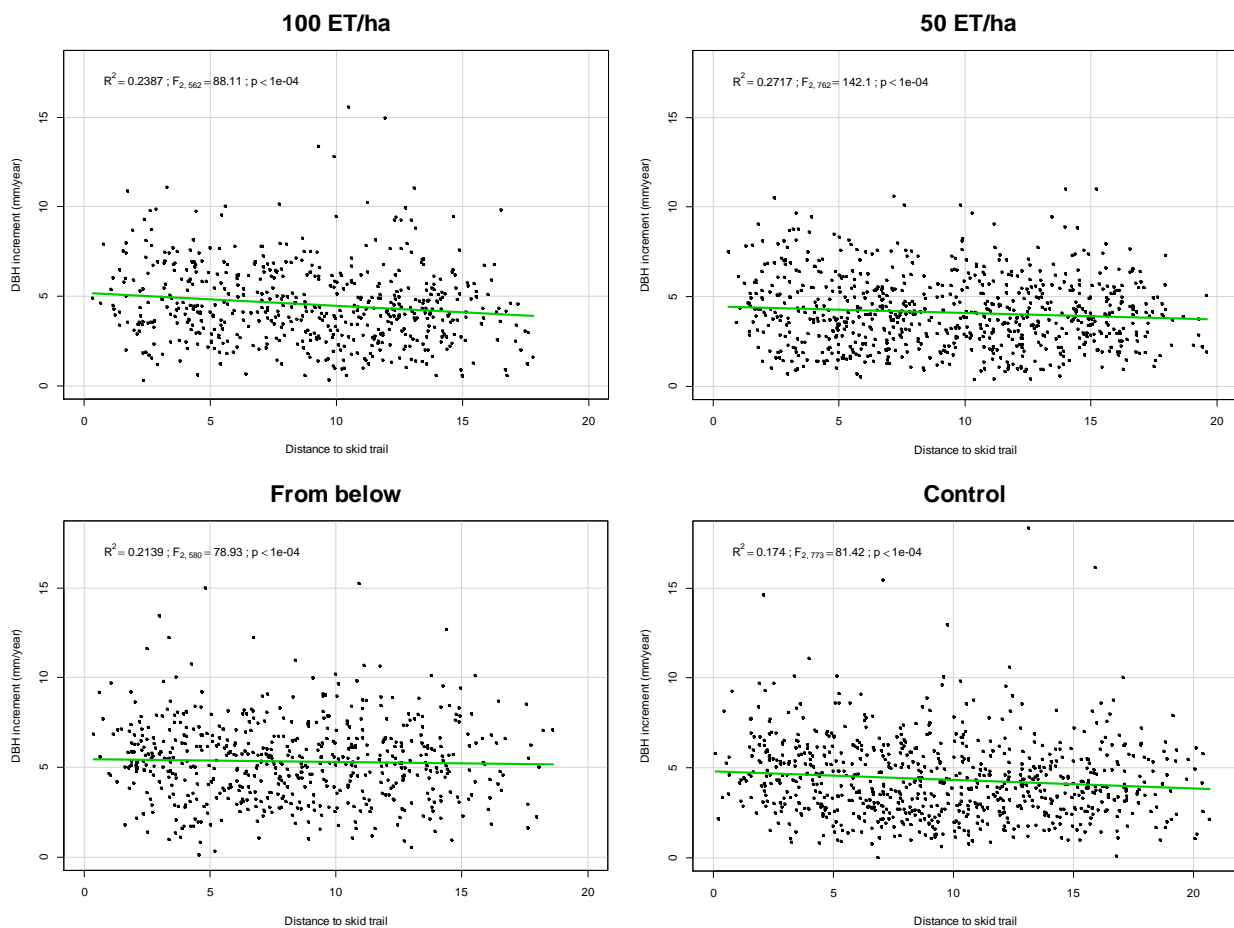 100 ET/ha
R² = 0.2387 ; F₂, ₅₆₂ = 88.11 ; p < 1e-04
15
10
5
0
DBH increment (mm/year)
0 5 10 15 20
Distance to skid trail
50 ET/ha
R² = 0.2717 ; F₂, ₇₆₂ = 142.1 ; p < 1e-04
15
10
5
0
DBH increment (mm/year)
0 5 10 15 20
Distance to skid trail
From below
R² = 0.2139 ; F₂, ₅₈₀ = 78.93 ; p < 1e-04
15
10
5
0
DBH increment (mm/year)
0 5 10 15 20
Distance to skid trail
Control
R² = 0.174 ; F₂, ₇₇₃ = 81.42 ; p < 1e-04
15
10
5
0
DBH increment (mm/year)
0 5 10 15 20
Distance to skid trail